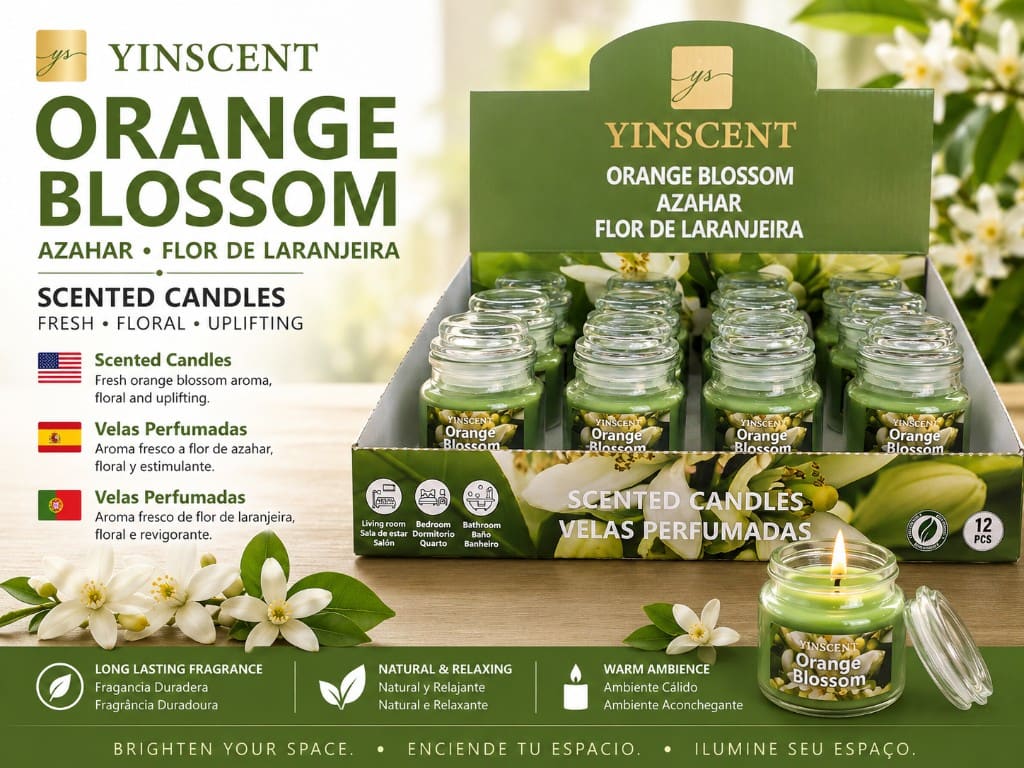 ys YINSCENT
ORANGE
BLOSSOM
AZAHAR • FLOR DE LARANJEIRA
SCENTED CANDLES
FRESH • FLORAL • UPLIFTING
Scented Candles
Fresh orange blossom aroma,
floral and uplifting.
Velas Perfumadas
Aroma fresco a flor de azahar,
floral y estimulante.
Velas Perfumadas
Aroma fresco de flor de laranjeira,
floral e revigorante.
ys
YINSCENT
ORANGE BLOSSOM
AZAHAR
FLOR DE LARANJEIRA
YINSCENT
Orange
Blossom
YINSCENT
Orange
Blossom
YINSCENT
Orange
Blossom
YINSCENT
Orange
Blossom
Living room
Sala de estar
Salón
Bedroom
Dormitorio
Quarto
Bathroom
Baño
Banheiro
SCENTED CANDLES
VELAS PERFUMADAS
12
PCS
YINSCENT
Orange
Blossom
LONG LASTING FRAGRANCE
Fragancia Duradera
Fragrância Duradoura
NATURAL & RELAXING
Natural y Relajante
Natural e Relaxante
WARM AMBIENCE
Ambiente Cálido
Ambiente Aconchegante
BRIGHTEN YOUR SPACE. • ENCIENDE TU ESPACIO. • ILUMINE SEU ESPAÇO.